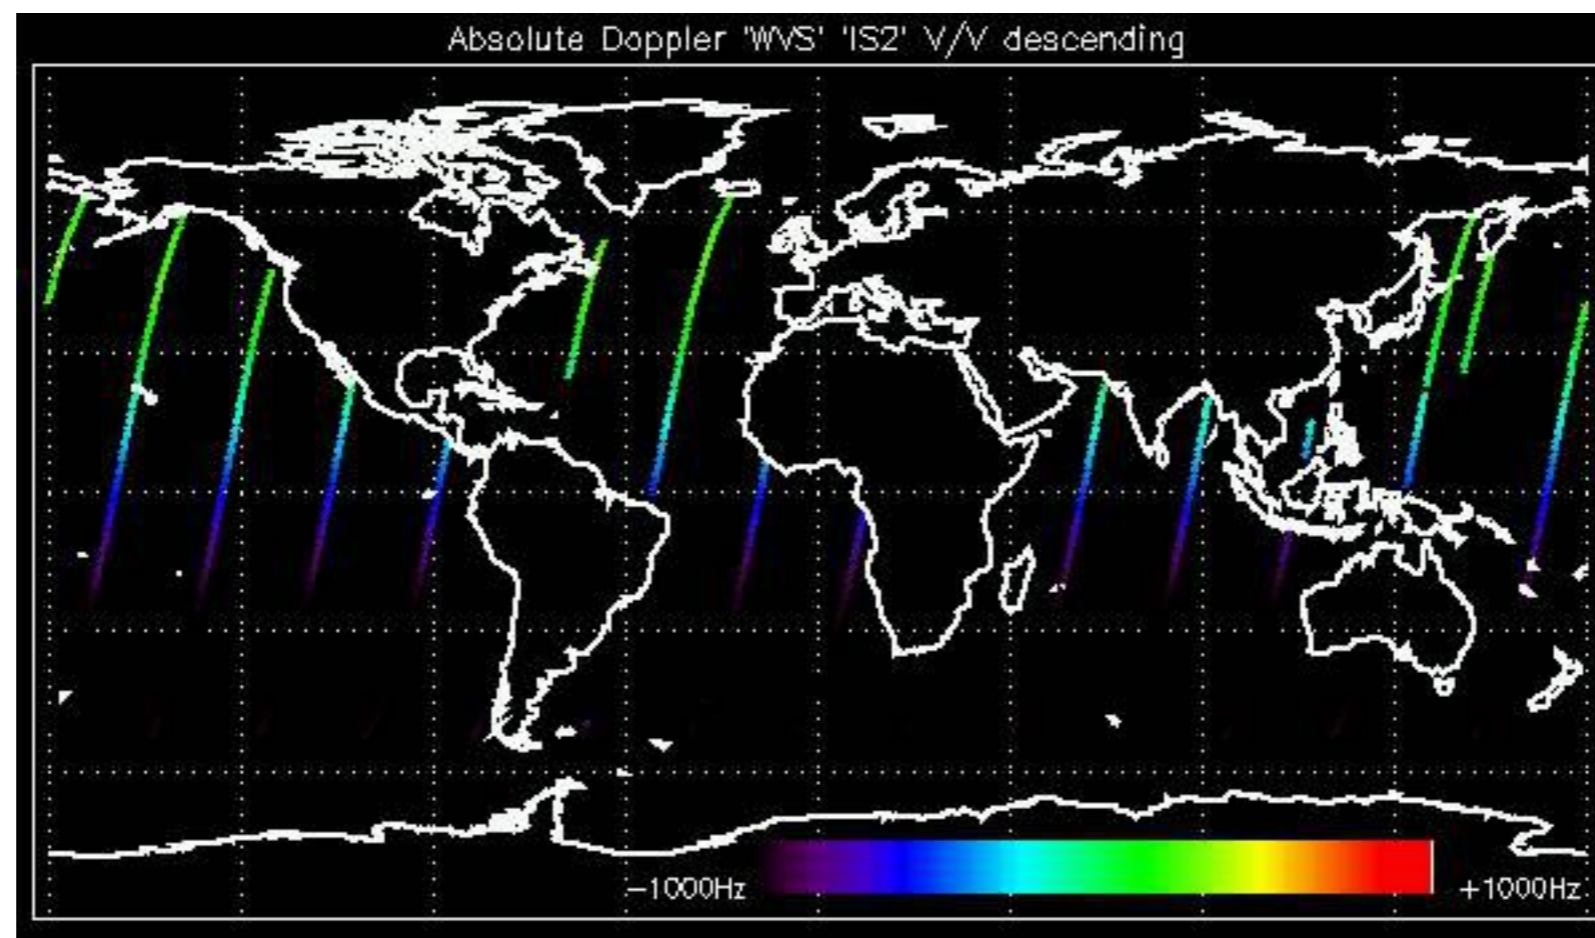 Absolute Doppler 'WVS' 'IS2' V/V descending
−1000Hz
+1000Hz